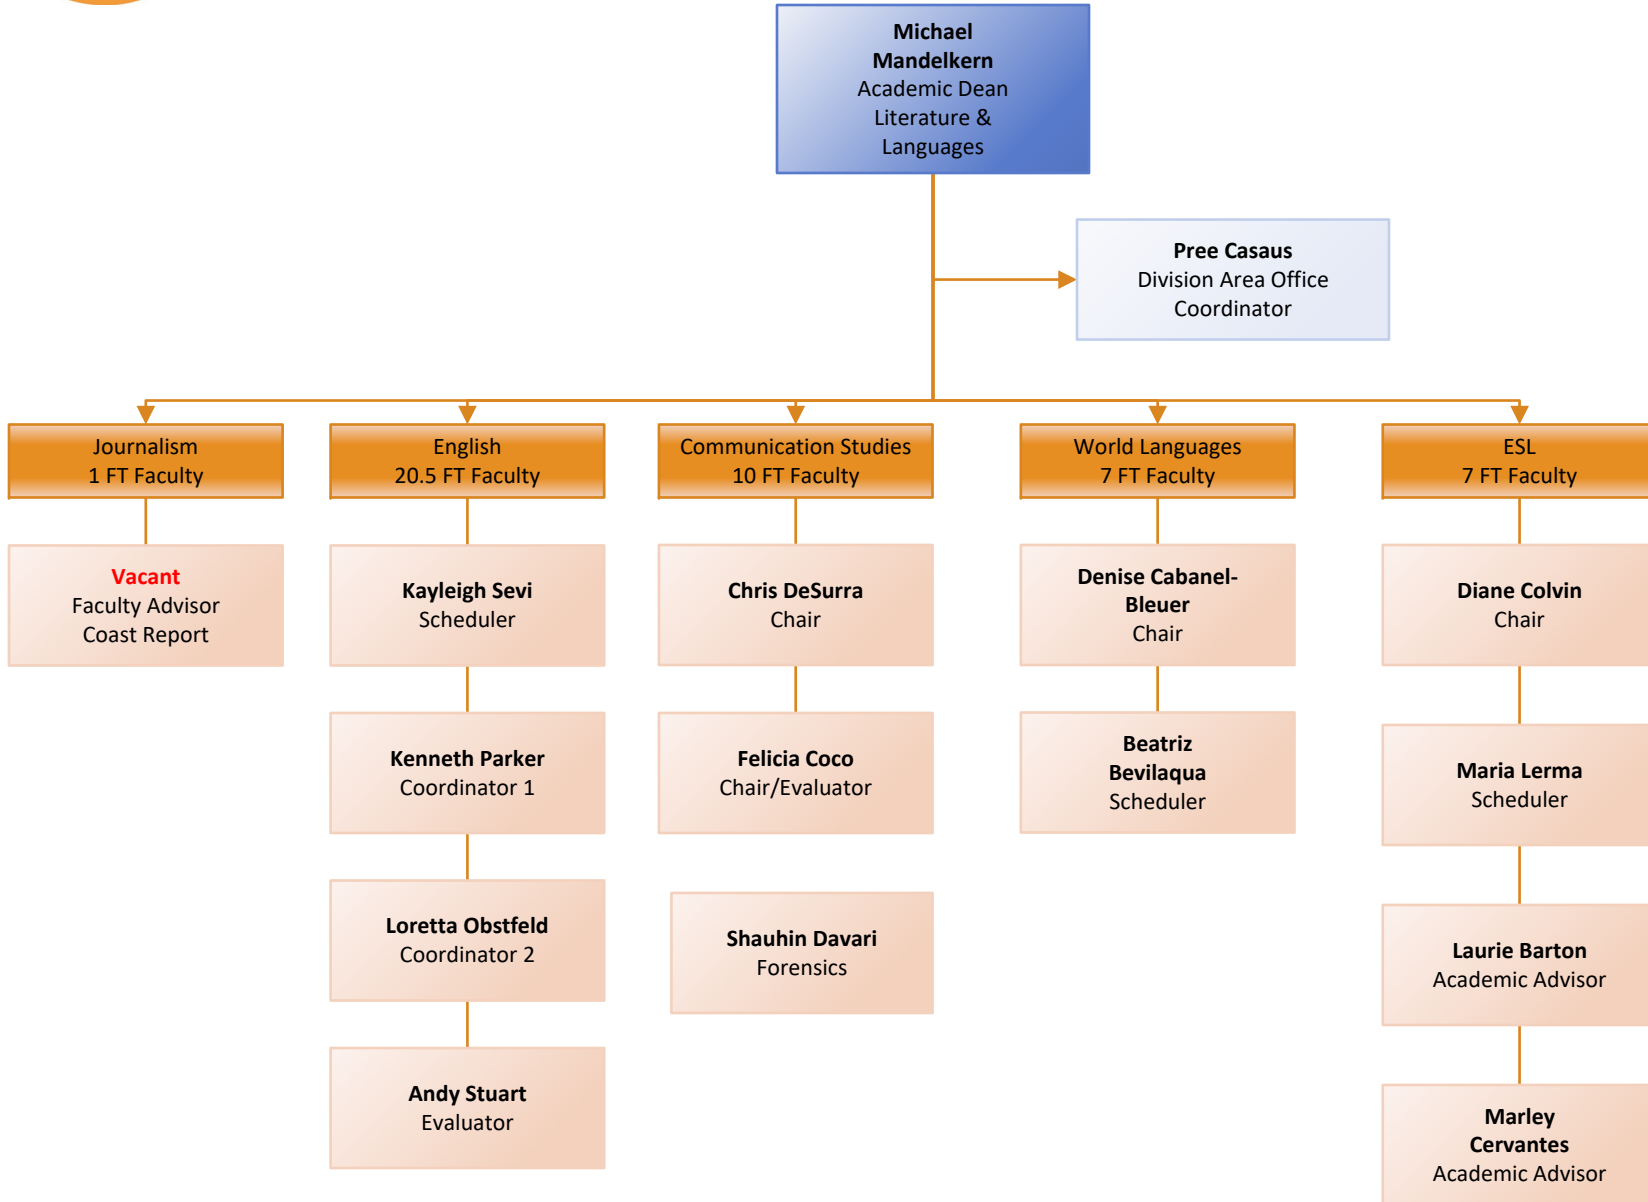 Michael
Mandelkern
Academic Dean
Literature &
Languages
Pree Casaus
Division Area Office
Coordinator
Journalism
1 FT Faculty
English
20.5 FT Faculty
Communication Studies
10 FT Faculty
World Languages
7 FT Faculty
ESL
7 FT Faculty
Vacant
Faculty Advisor
Coast Report
Kayleigh Sevi
Scheduler
Chris DeSurra
Chair
Denise Cabanel-
Bleuer
Chair
Diane Colvin
Chair
Kenneth Parker
Coordinator 1
Felicia Coco
Chair/Evaluator
Beatriz
Bevilaqua
Scheduler
Maria Lerma
Scheduler
Loretta Obstfeld
Coordinator 2
Shauhin Davari
Forensics
Laurie Barton
Academic Advisor
Andy Stuart
Evaluator
Marley
Cervantes
Academic Advisor